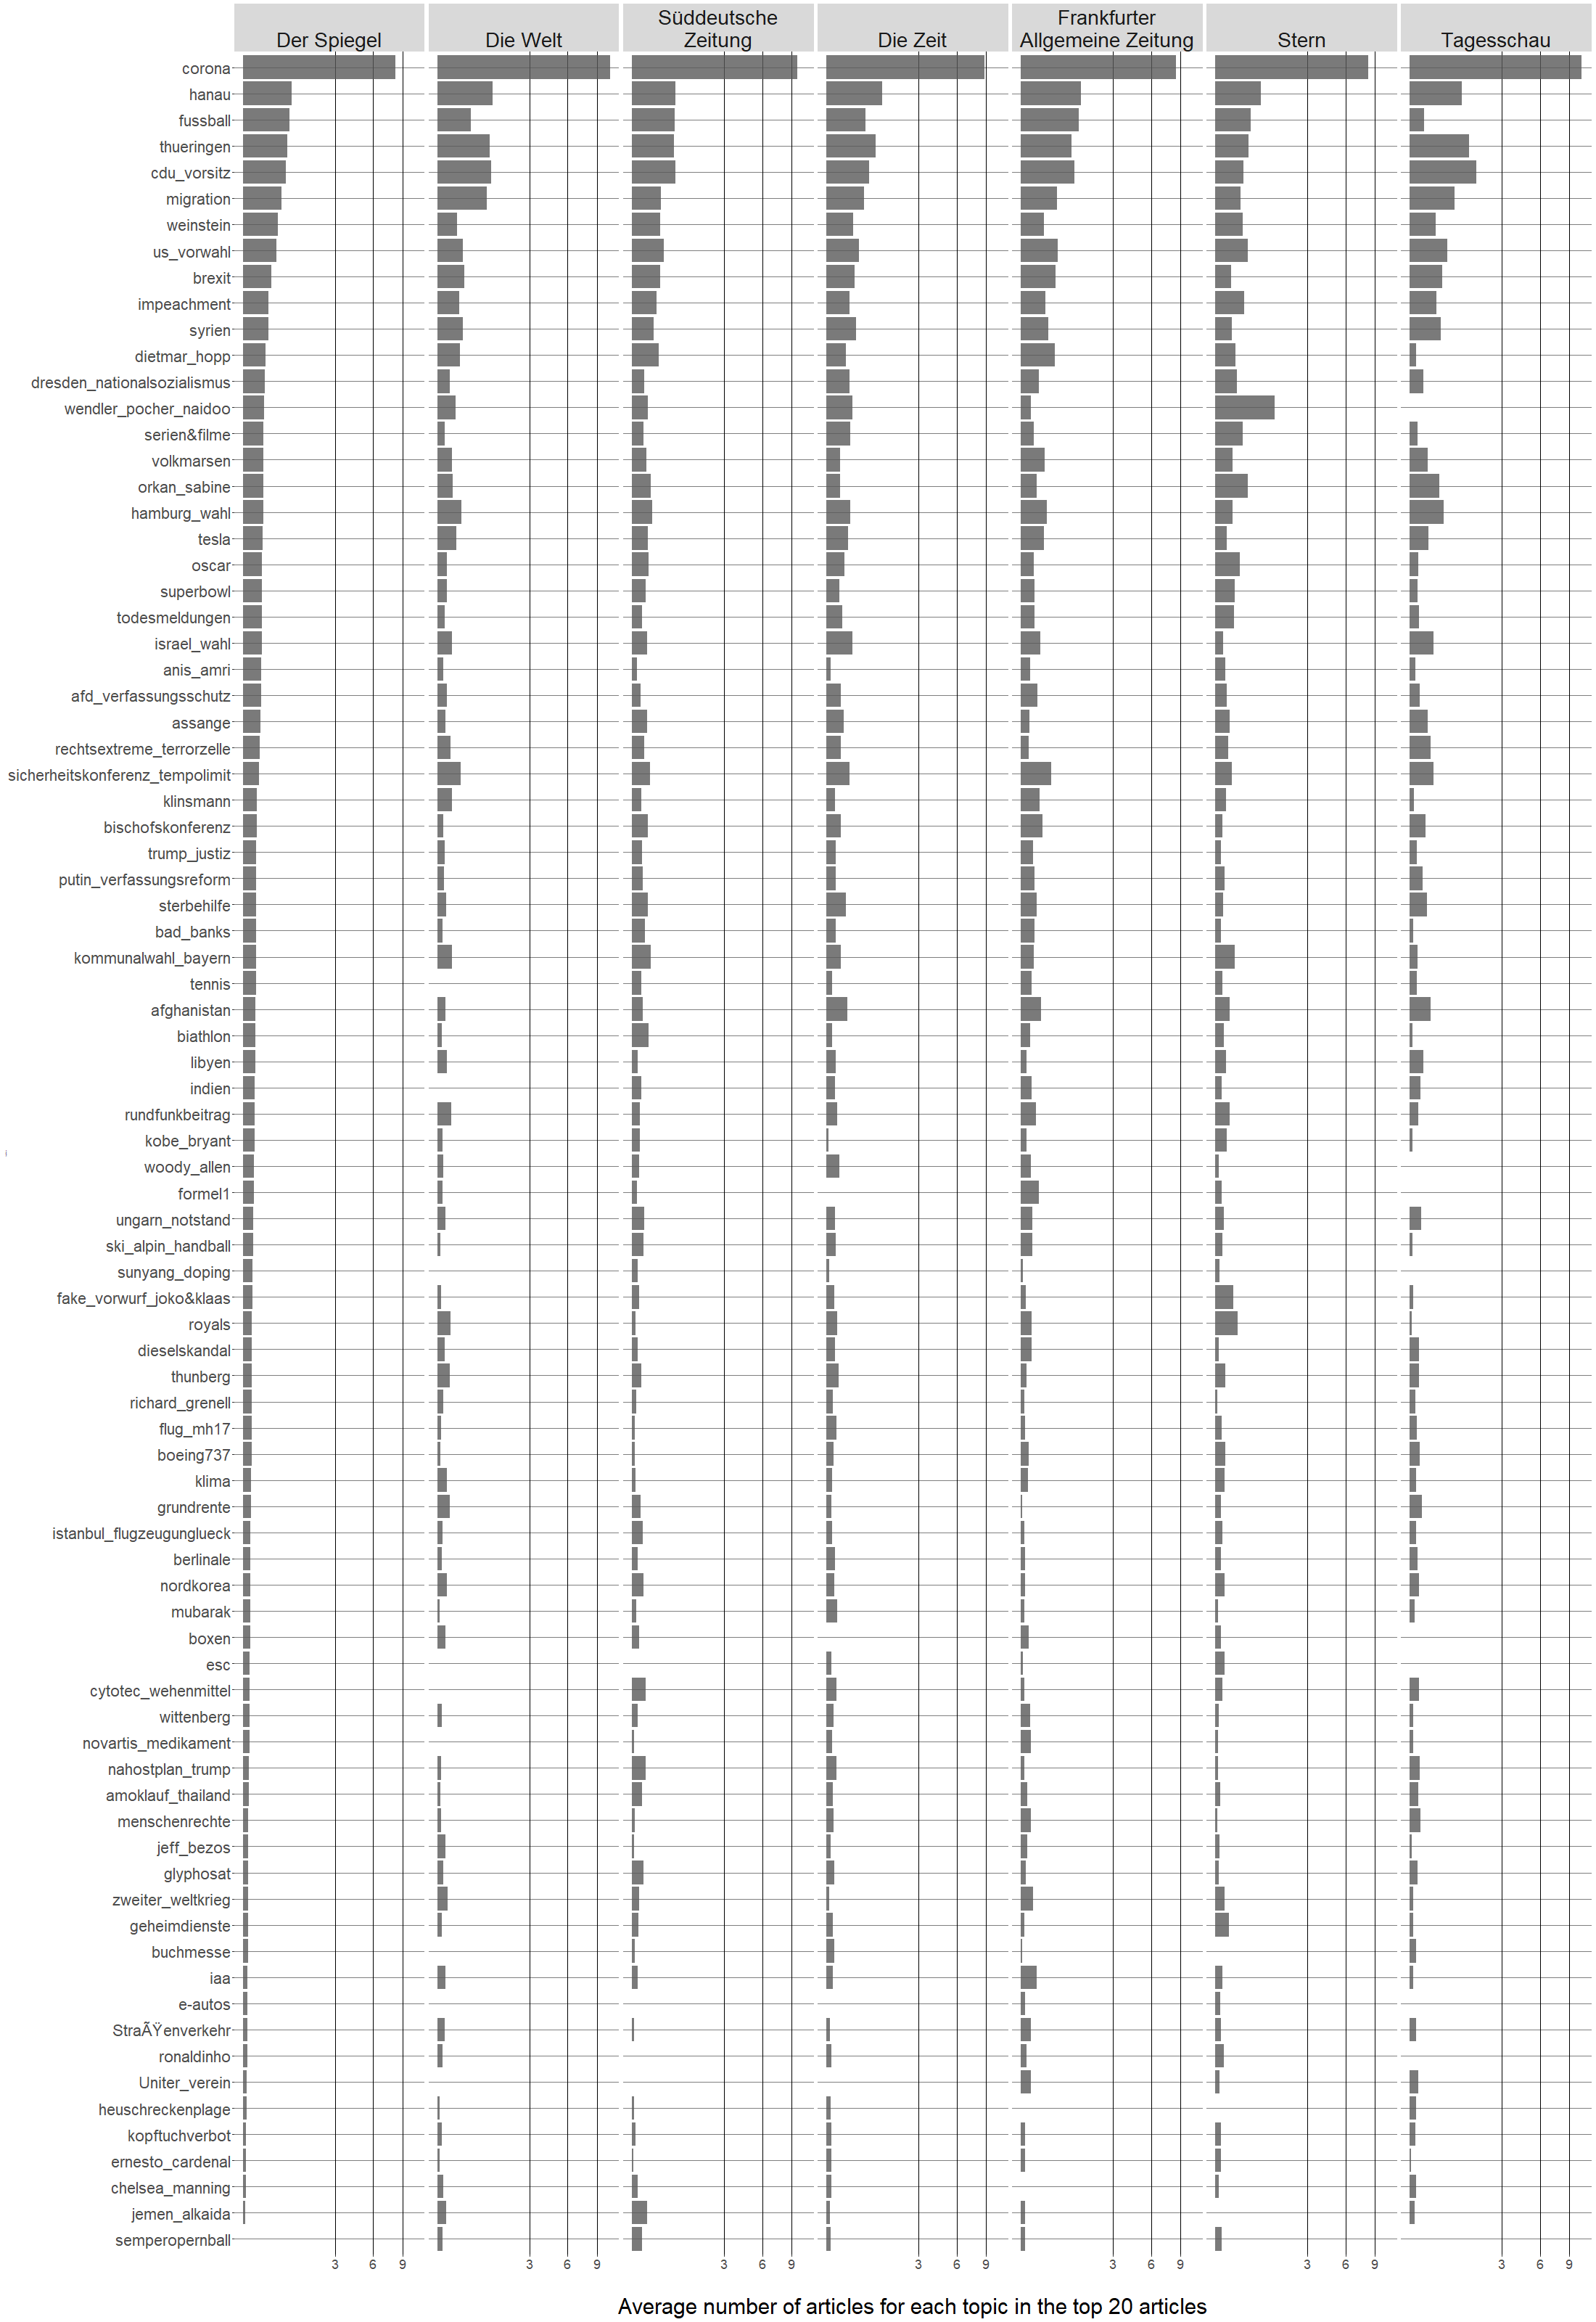 Der Spiegel
Die Welt
Süddeutsche
Zeitung
Die Zeit
Frankfurter
Allgemeine Zeitung
Stern
Tagesschau
corona
hanau
fussball
thueringen
cdu_vorsitz
migration
weinstein
us_vorwahl
brexit
impeachment
syrien
dietmar_hopp
dresden_nationalsozialismus
wendler_pocher_naidoo
serien&filme
volkmarsen
orkan_sabine
hamburg_wahl
tesla
oscar
superbowl
todesmeldungen
israel_wahl
anis_amri
afd_verfassungsschutz
assange
rechtsextreme_terrorzelle
sicherheitskonferenz_tempolimit
klinsmann
bischofskonferenz
trump_justiz
putin_verfassungsreform
sterbehilfe
bad_banks
kommunalwahl_bayern
tennis
afghanistan
biathlon
libyen
indien
rundfunkbeitrag
kobe_bryant
woody_allen
formel1
ungarn_notstand
ski_alpin_handball
sunyang_doping
fake_vorwurf_joko&klaas
royals
dieselskandal
thunberg
richard_grenell
flug_mh17
boeing737
klima
grundrente
istanbul_flugzeugunglueck
berlinale
nordkorea
mubarak
boxen
esc
cytotec_wehenmittel
wittenberg
novartis_medikament
nahostplan_trump
amoklauf_thailand
menschenrechte
jeff_bezos
glyphosat
zweiter_weltkrieg
geheimdienste
buchmesse
iaa
e-autos
StraÃŸenverkehr
ronaldinho
Uniter_verein
heuschreckenplage
kopftuchverbot
ernesto_cardenal
chelsea_manning
jemen_alkaida
semperopernball
3 6 9 3 6 9 3 6 9 3 6 9 3 6 9 3 6 9 3 6 9
Average number of articles for each topic in the top 20 articles